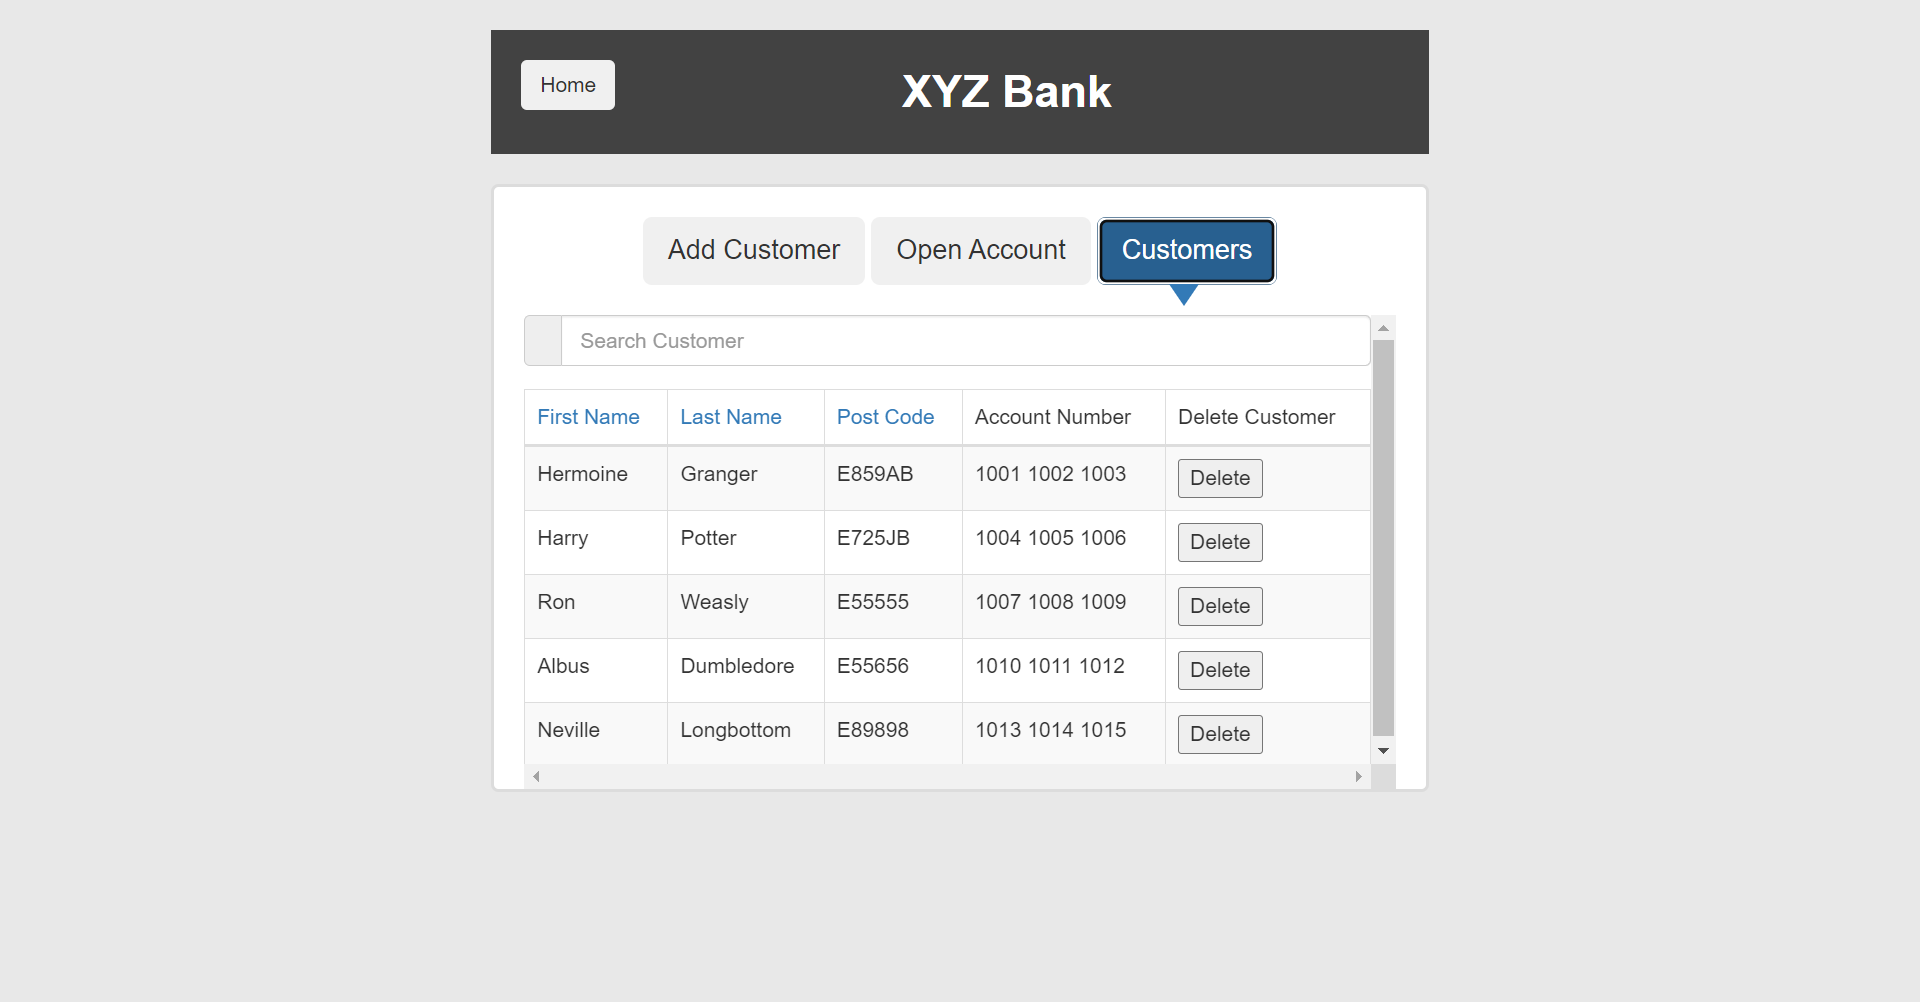 Home
XYZ Bank
Add Customer Open Account Customers
Search Customer
First Name Last Name Post Code Account Number Delete Customer
Hermoine Granger E859AB 1001 1002 1003 Delete
Harry Potter E725JB 1004 1005 1006 Delete
Ron Weasly E55555 1007 1008 1009 Delete
Albus Dumbledore E55656 1010 1011 1012 Delete
Neville Longbottom E89898 1013 1014 1015 Delete